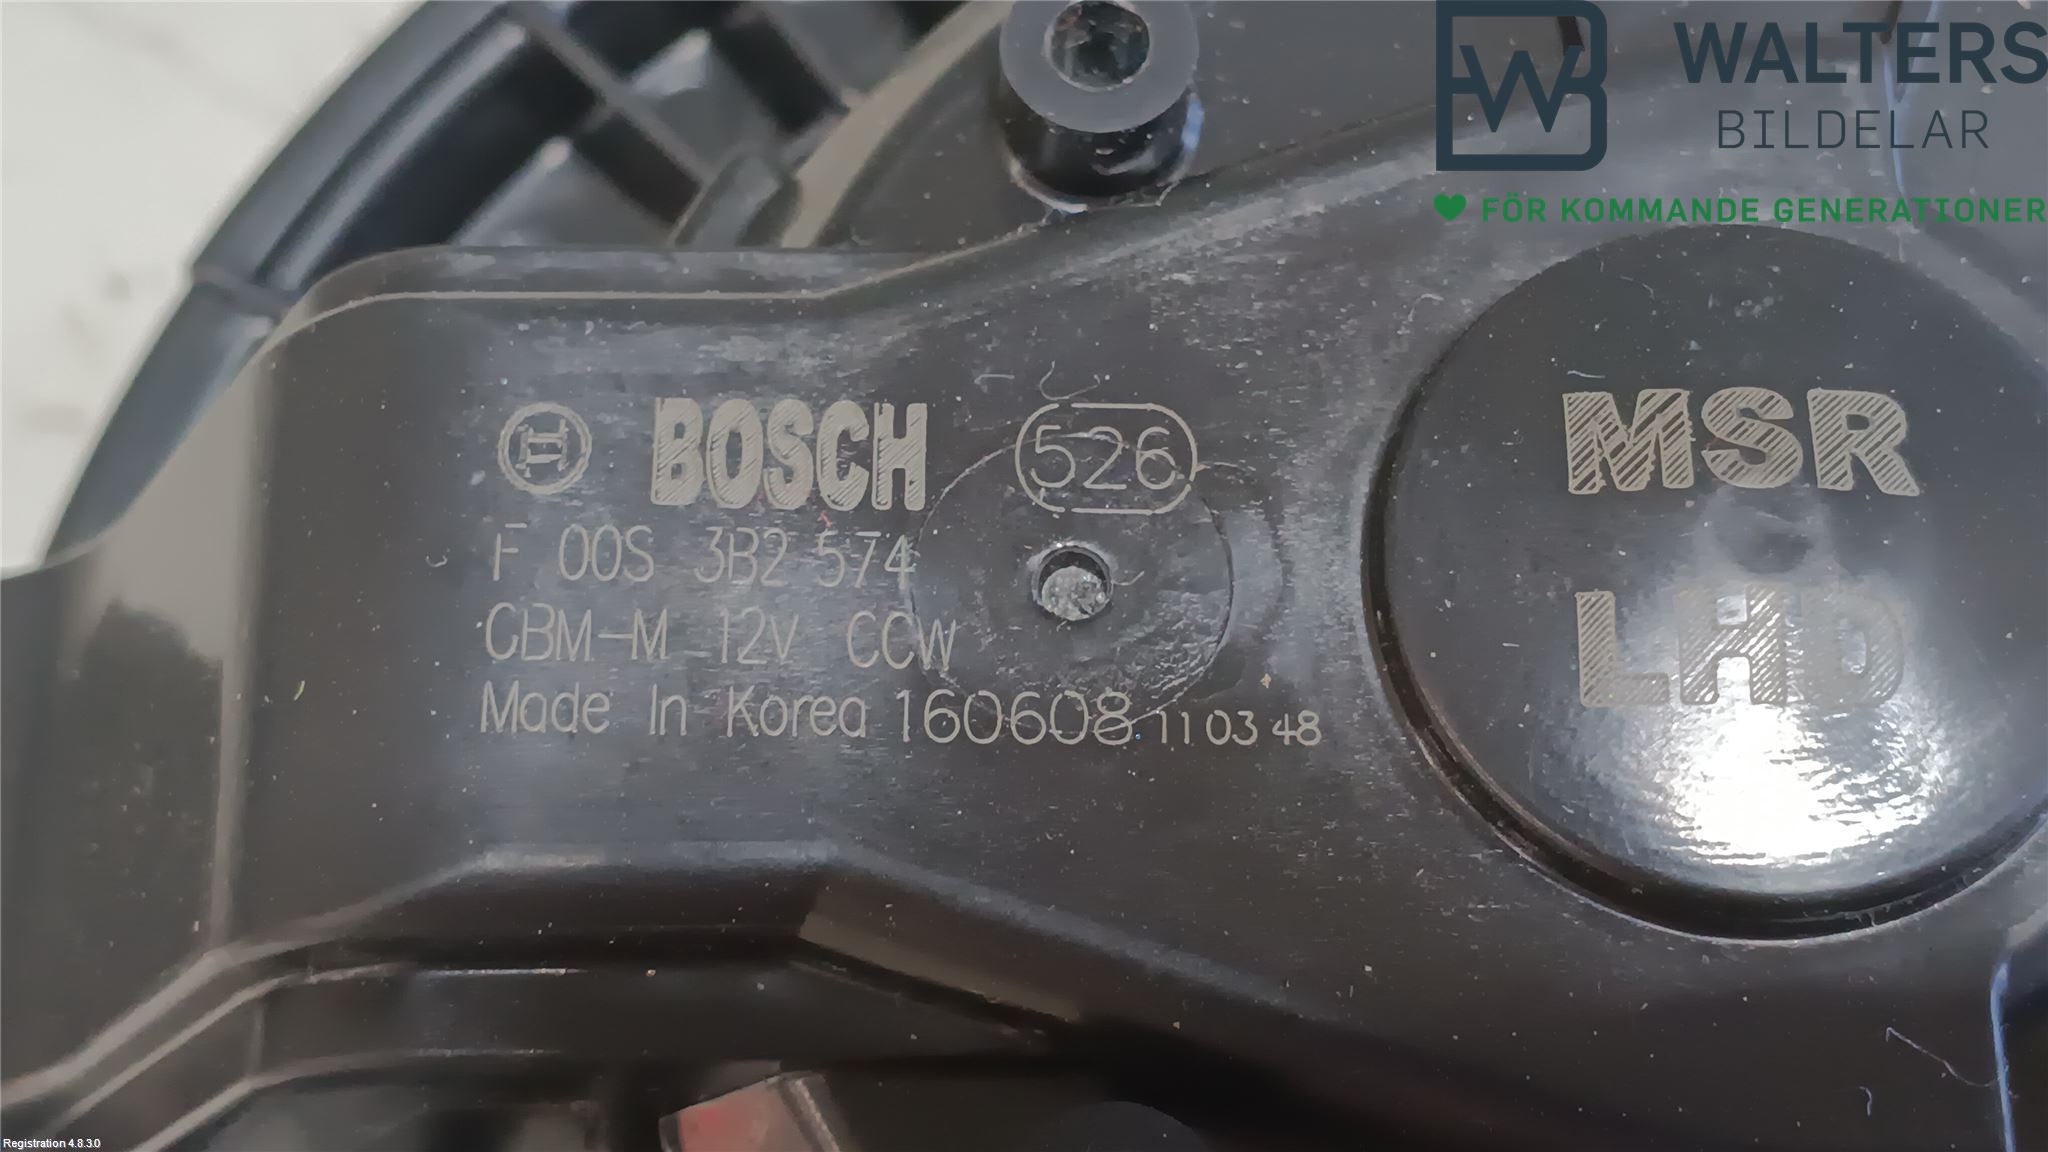 WALTERS
BILDELAR
FÖR KOMMANDE GENERATIONER
BOSCH
526
F 00S 3B2 574
CBM-M 12V CCW
Made In Korea 160608 110348
MSR
LHD
Registration 4.8.3.0